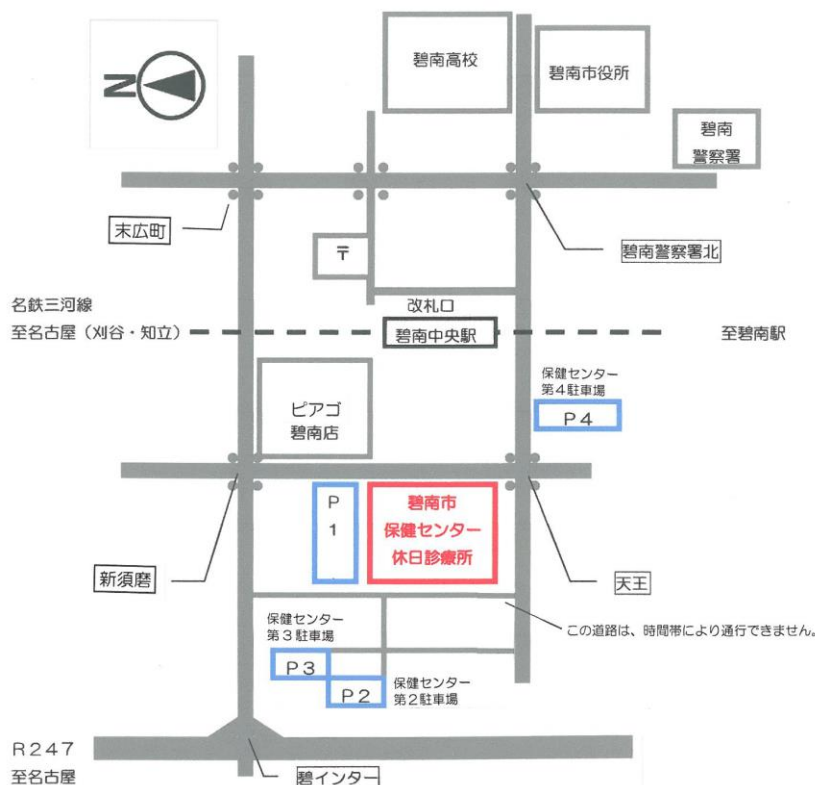 N
碧南高校
碧南市役所
碧南
警察署
末広町
碧南警察署北
〒
名鉄三河線
至名古屋（刈谷・知立）
改札口
碧南中央駅
至碧南駅
保健センター
第4駐車場
P4
ピアゴ
碧南店
P
1
碧南市
保健センター
休日診療所
新須磨
天王
この道路は、時間帯により通行できません。
保健センター
第3駐車場
P3
P2
保健センター
第2駐車場
R247
至名古屋
碧インター